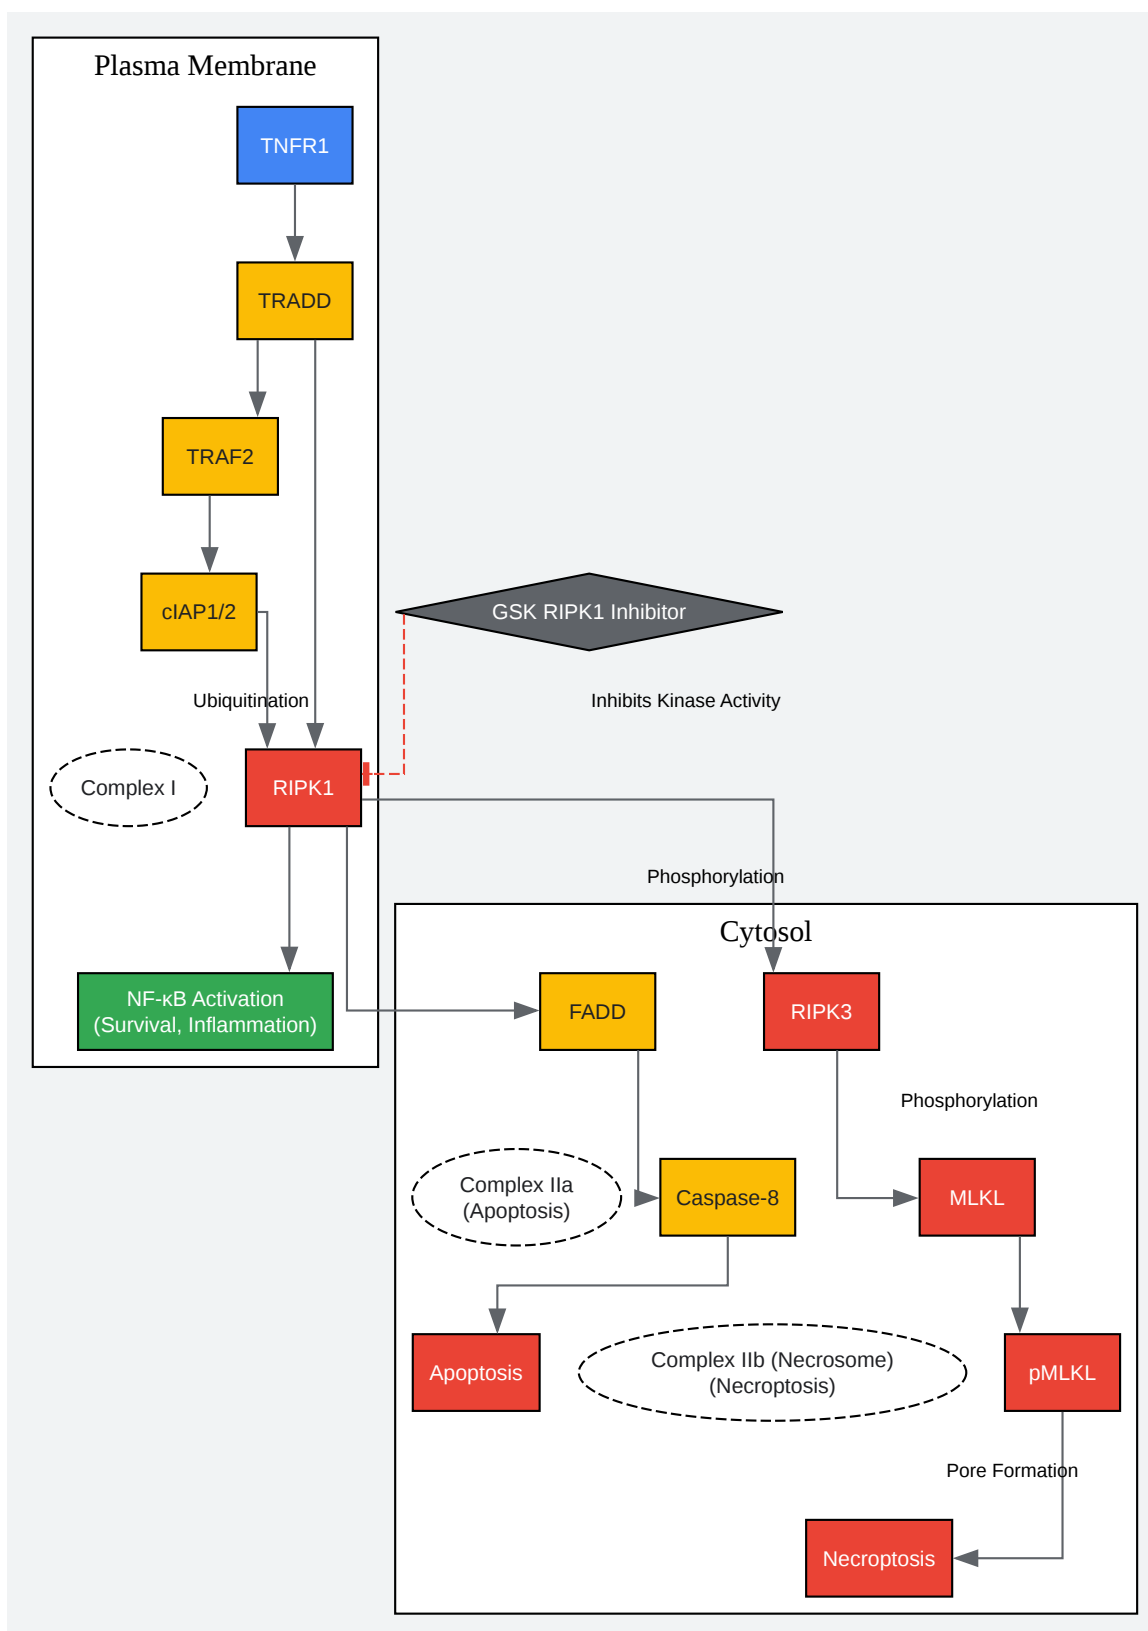 Plasma Membrane
TNFR1
TRADD
TRAF2
cIAP1/2
GSK RIPK1 Inhibitor
Ubiquitination
Inhibits Kinase Activity
Complex I
RIPK1
Phosphorylation
Cytosol
NF-κB Activation
(Survival, Inflammation)
FADD
RIPK3
Phosphorylation
Complex IIa
(Apoptosis)
Caspase-8
MLKL
Apoptosis
Complex IIb (Necrosome)
(Necroptosis)
pMLKL
Pore Formation
Necroptosis